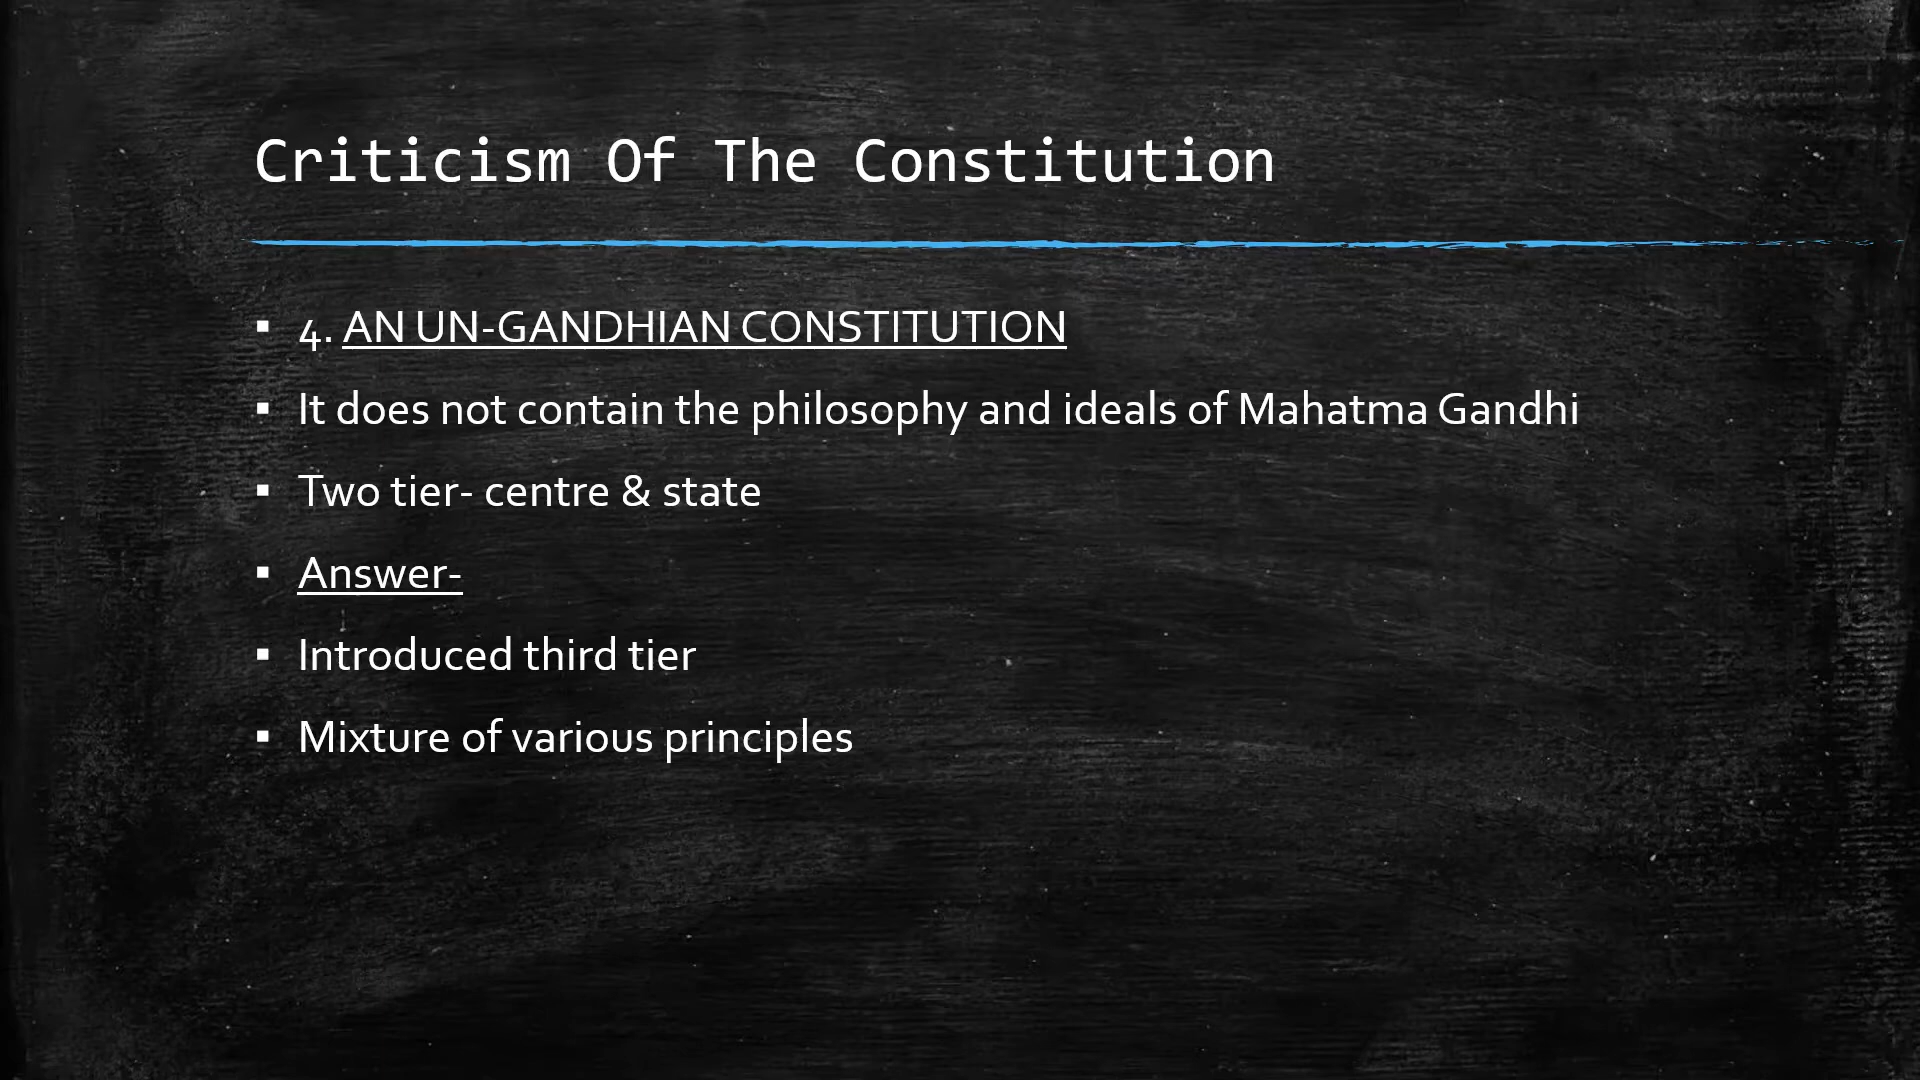 Criticism Of The Constitution
▪ 4. AN UN-GANDHIAN CONSTITUTION
▪ It does not contain the philosophy and ideals of Mahatma Gandhi
▪ Two tier- centre & state
▪ Answer-
▪ Introduced third tier
▪ Mixture of various principles